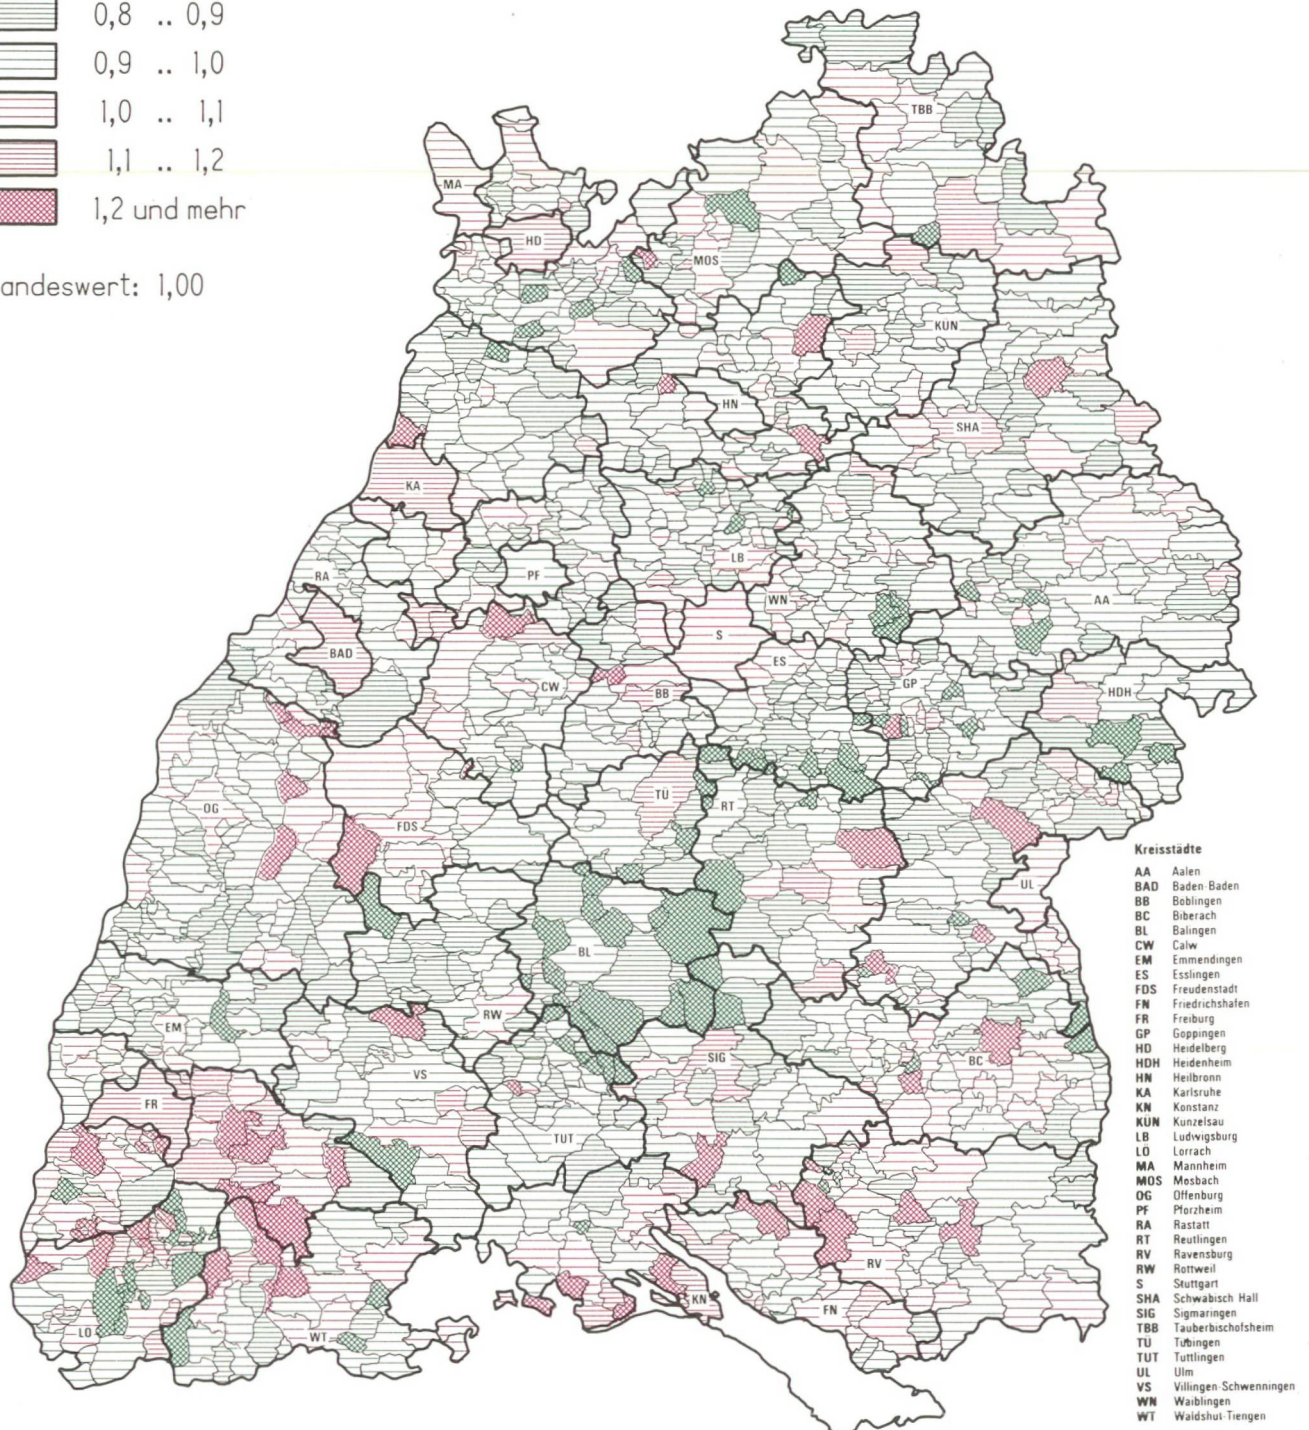 0,8 .. 0,9
0,9 .. 1,0
1,0 .. 1,1
1,1 .. 1,2
1,2 und mehr
andeswert: 1,00
TBB
MA
HD
MOS
KÜN
HN
SHA
KA
LB
RA
PF
WN
AA
S
BAD
ES
CW
BB
GP
HDH
TÜ
RT
OG
FDS
UL
BL
RW
EM
SIG
BC
VS
FR
TUT
RV
KN
FN
LÖ
WT
Kreisstädte
AA Aalen
BAD Baden-Baden
BB Boblingen
BC Biberach
BL Balingen
CW Calw
EM Emmendingen
ES Esslingen
FDS Freudenstadt
FN Friedrichshafen
FR Freiburg
GP Goppingen
HD Heidelberg
HDH Heidenheim
HN Heilbronn
KA Karlsruhe
KN Konstanz
KÜN Kunzelsau
LB Ludwigsburg
LÖ Lorrach
MA Mannheim
MOS Mosbach
OG Offenburg
PF Pforzheim
RA Rastatt
RT Reutlingen
RV Ravensburg
RW Rottweil
S Stuttgart
SHA Schwabisch Hall
SIG Sigmaringen
TBB Tauberbischofsheim
TÜ Tübingen
TUT Tuttlingen
UL Ulm
VS Villingen-Schwenningen
WN Waiblingen
WT Waldshut-Tiengen